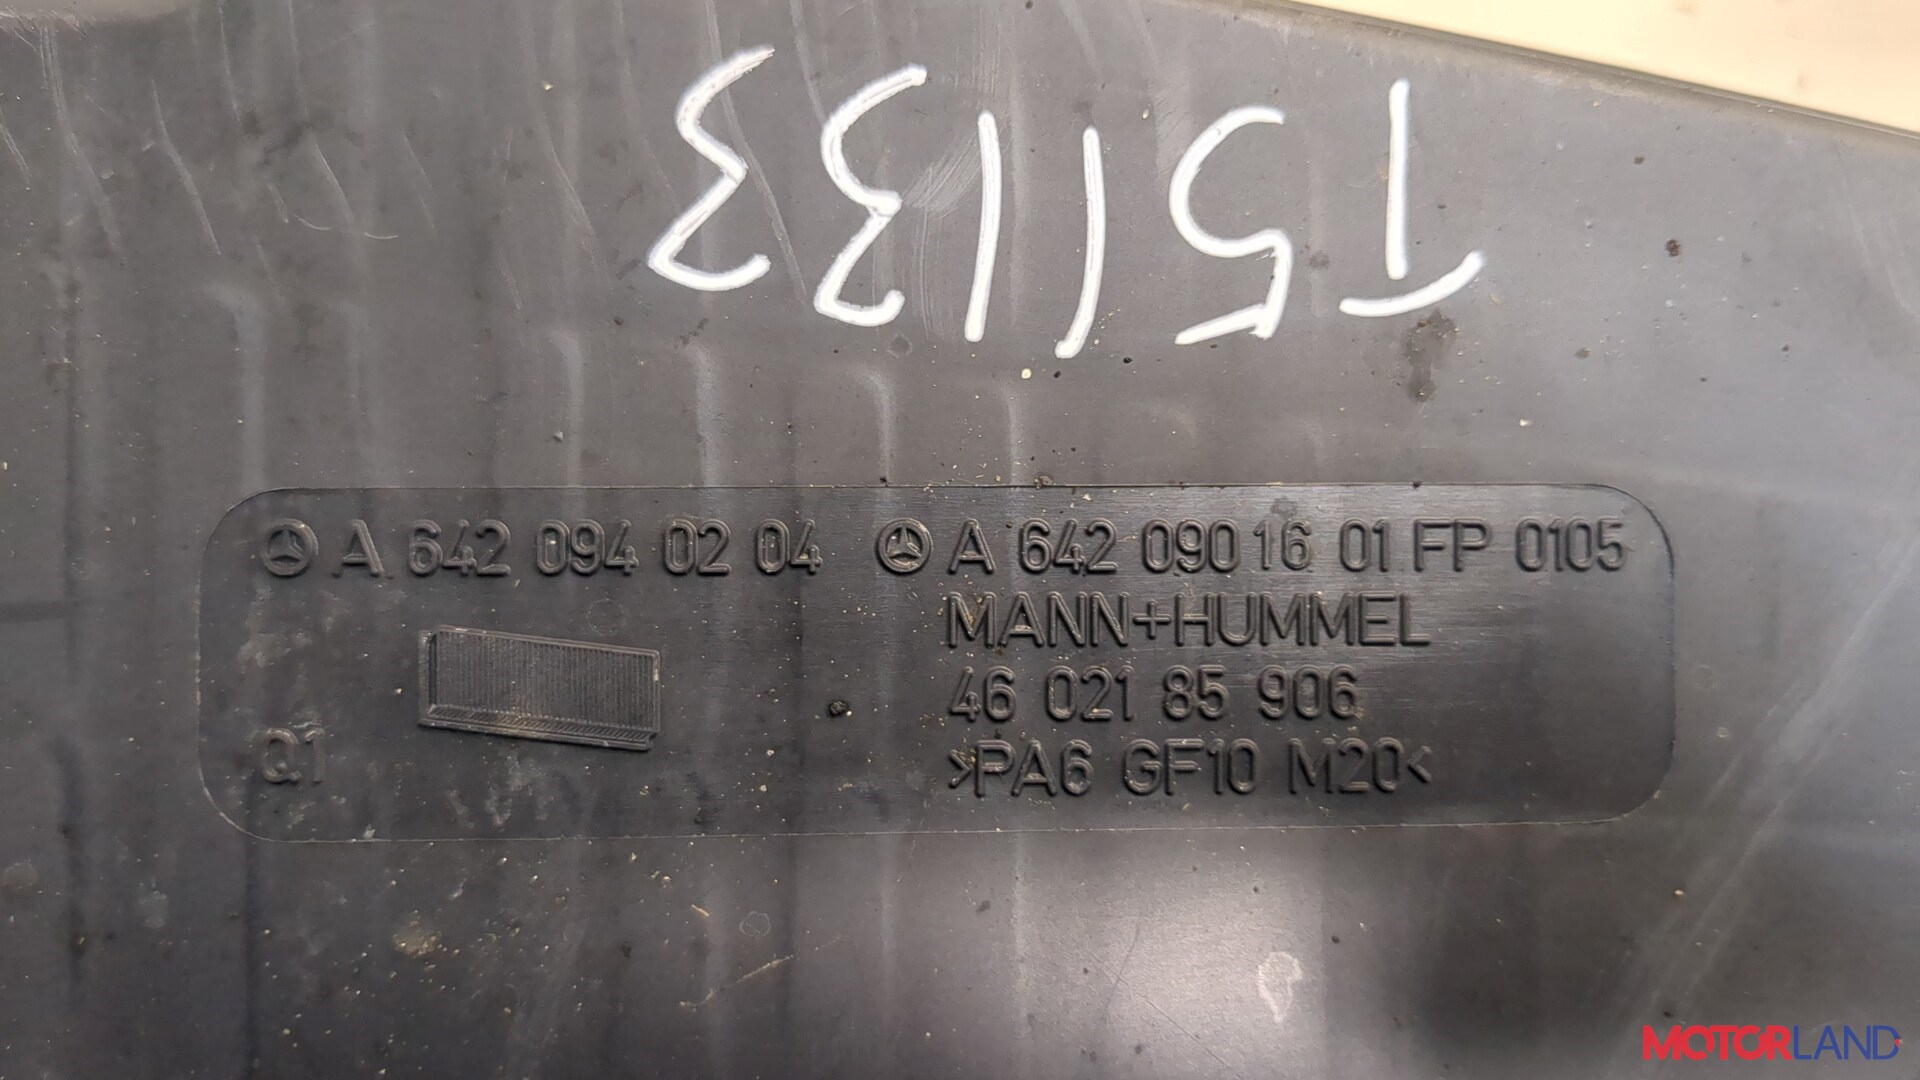 T51133
A 642 094 02 04 A 642 090 16 01 FP 0105
MANN+HUMMEL
46 021 85 906
Q1 >PA6 GF10 M20<
MOTORLAND